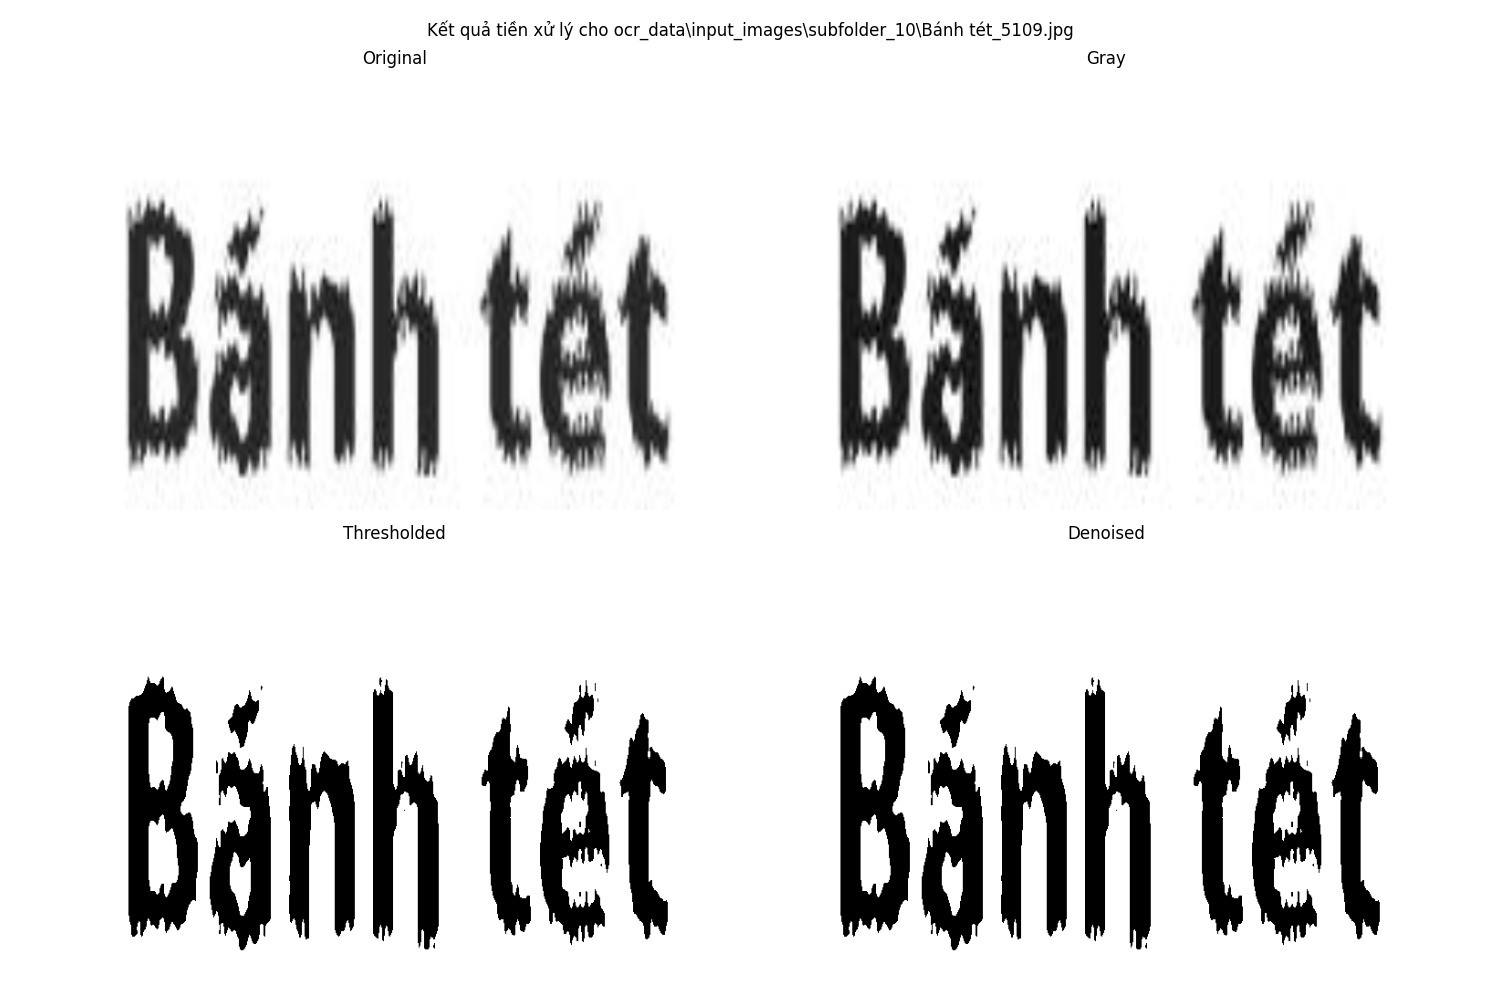 Kết quả tiền xử lý cho ocr_data\input_images\subfolder_10\Bánh tét_5109.jpg
Original
Gray
Bánh tét
Bánh tét
Thresholded
Denoised
Bánh tét
Bánh tét